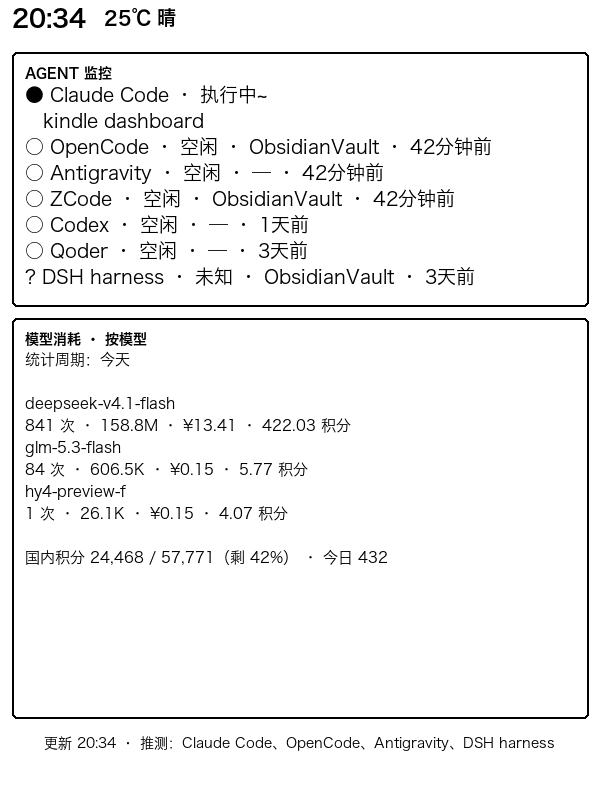 20:34 25℃ 晴
AGENT 监控
● Claude Code · 执行中~
kindle dashboard
○ OpenCode · 空闲 · ObsidianVault · 42分钟前
○ Antigravity · 空闲 · — · 42分钟前
○ ZCode · 空闲 · ObsidianVault · 42分钟前
○ Codex · 空闲 · — · 1天前
○ Qoder · 空闲 · — · 3天前
? DSH harness · 未知 · ObsidianVault · 3天前
模型消耗 · 按模型
统计周期：今天
deepseek-v4.1-flash
841 次 · 158.8M · ¥13.41 · 422.03 积分
glm-5.3-flash
84 次 · 606.5K · ¥0.15 · 5.77 积分
hy4-preview-f
1 次 · 26.1K · ¥0.15 · 4.07 积分
国内积分 24,468 / 57,771（剩 42%） · 今日 432
更新 20:34 · 推测：Claude Code、OpenCode、Antigravity、DSH harness